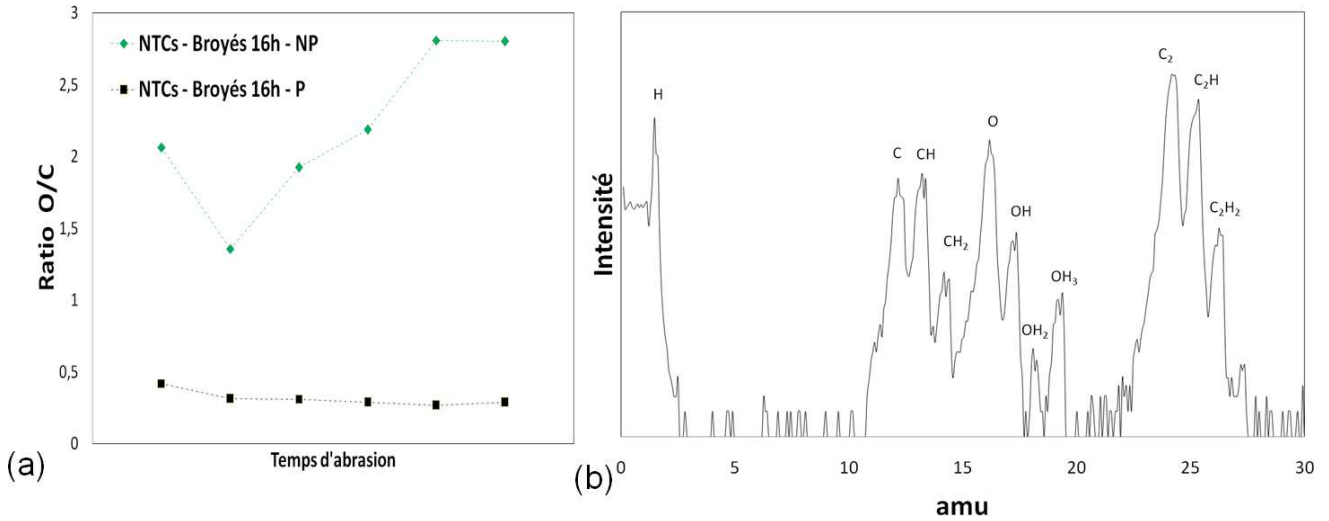 3
2,5
2
1,5
1
0,5
0
Ratio O/C
NTCs - Broyés 16h - NP
NTCs - Broyés 16h - P
Temps d'abrasion
(a)
Intensité
H
C
CH
CH₂
O
OH
OH₂
OH₃
C₂
C₂H
C₂H₂
0 5 10 15 20 25 30
amu
(b)